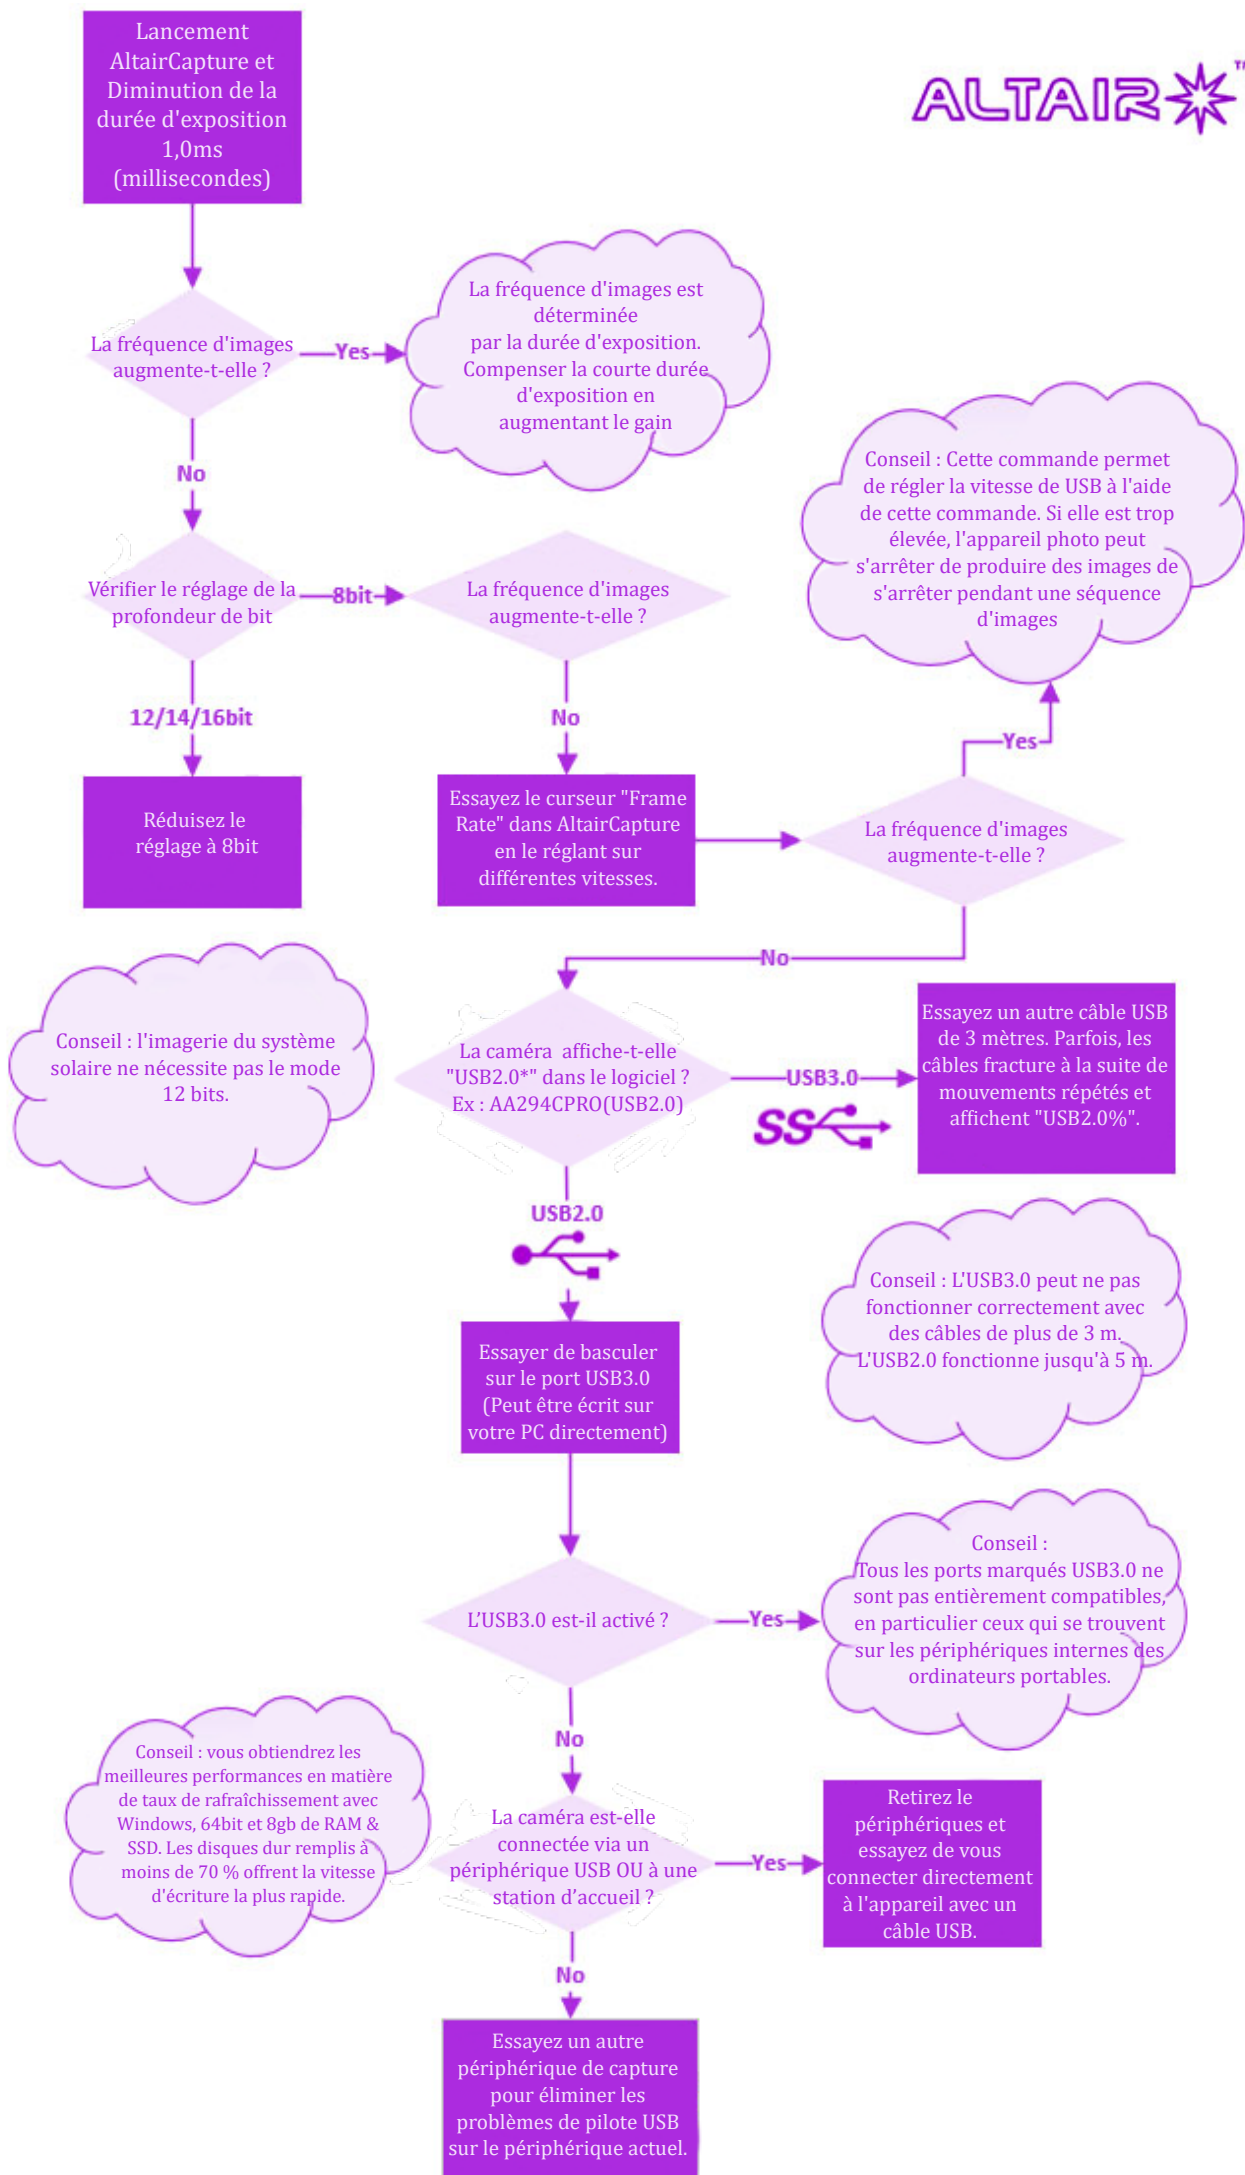 Lancement
AltairCapture et
Diminution de la
durée d'exposition
1,0ms
(millisecondes)
ALTAIR
TM
La fréquence d'images
augmente-t-elle ?
Yes
La fréquence d'images est
déterminée
par la durée d'exposition.
Compenser la courte durée
d'exposition en
augmentant le gain
No
Conseil : Cette commande permet
de régler la vitesse de USB à l'aide
de cette commande. Si elle est trop
élevée, l'appareil photo peut
s'arrêter de produire des images de
s'arrêter pendant une séquence
d'images
Vérifier le réglage de la
profondeur de bit
8bit
La fréquence d'images
augmente-t-elle ?
12/14/16bit
No
Yes
Réduisez le
réglage à 8bit
Essayez le curseur "Frame
Rate" dans AltairCapture
en le réglant sur
différentes vitesses.
La fréquence d'images
augmente-t-elle ?
No
Conseil : l'imagerie du système
solaire ne nécessite pas le mode
12 bits.
La caméra affiche-t-elle
"USB2.0*" dans le logiciel ?
Ex : AA294CPRO(USB2.0)
USB3.0
SS
Essayez un autre câble USB
de 3 mètres. Parfois, les
câbles fracture à la suite de
mouvements répétés et
affichent "USB2.0%".
USB2.0
Conseil : L'USB3.0 peut ne pas
fonctionner correctement avec
des câbles de plus de 3 m.
L'USB2.0 fonctionne jusqu'à 5 m.
Essayer de basculer
sur le port USB3.0
(Peut être écrit sur
votre PC directement)
L’USB3.0 est-il activé ?
Yes
Conseil :
Tous les ports marqués USB3.0 ne
sont pas entièrement compatibles,
en particulier ceux qui se trouvent
sur les périphériques internes des
ordinateurs portables.
No
Conseil : vous obtiendrez les
meilleures performances en matière
de taux de rafraîchissement avec
Windows, 64bit et 8gb de RAM &
SSD. Les disques dur remplis à
moins de 70 % offrent la vitesse
d'écriture la plus rapide.
La caméra est-elle
connectée via un
périphérique USB OU à une
station d’accueil ?
Yes
Retirez le
périphériques et
essayez de vous
connecter directement
à l'appareil avec un
câble USB.
No
Essayez un autre
périphérique de capture
pour éliminer les
problèmes de pilote USB
sur le périphérique actuel.